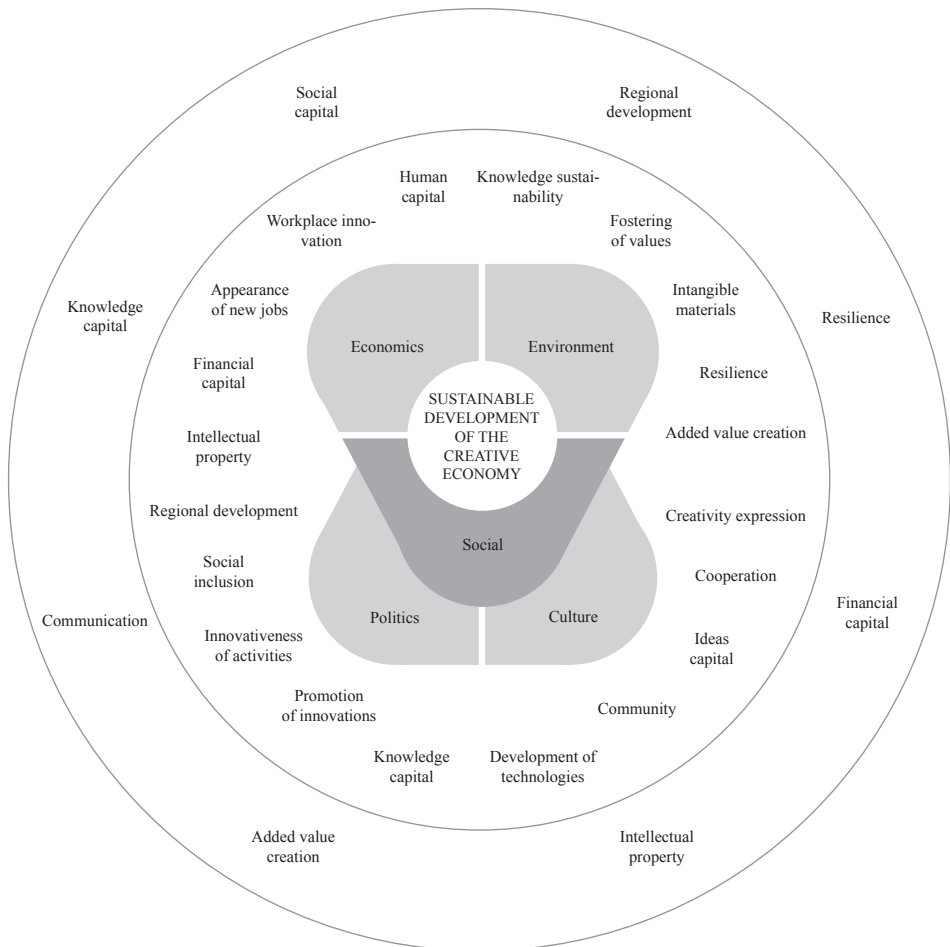 Social
capital
Regional
development
Human
capital
Knowledge sustai-
nability
Workplace inno-
vation
Fostering
of values
Appearance
of new jobs
Intangible
materials
Knowledge
capital
Resilience
Economics
Environment
Financial
capital
Resilience
SUSTAINABLE
DEVELOPMENT
OF THE
CREATIVE
ECONOMY
Intellectual
property
Added value creation
Regional development
Creativity expression
Social
Social
inclusion
Cooperation
Communication
Financial
capital
Politics
Culture
Innovativeness
of activities
Ideas
capital
Promotion
of innovations
Community
Knowledge
capital
Development of
technologies
Added value
creation
Intellectual
property